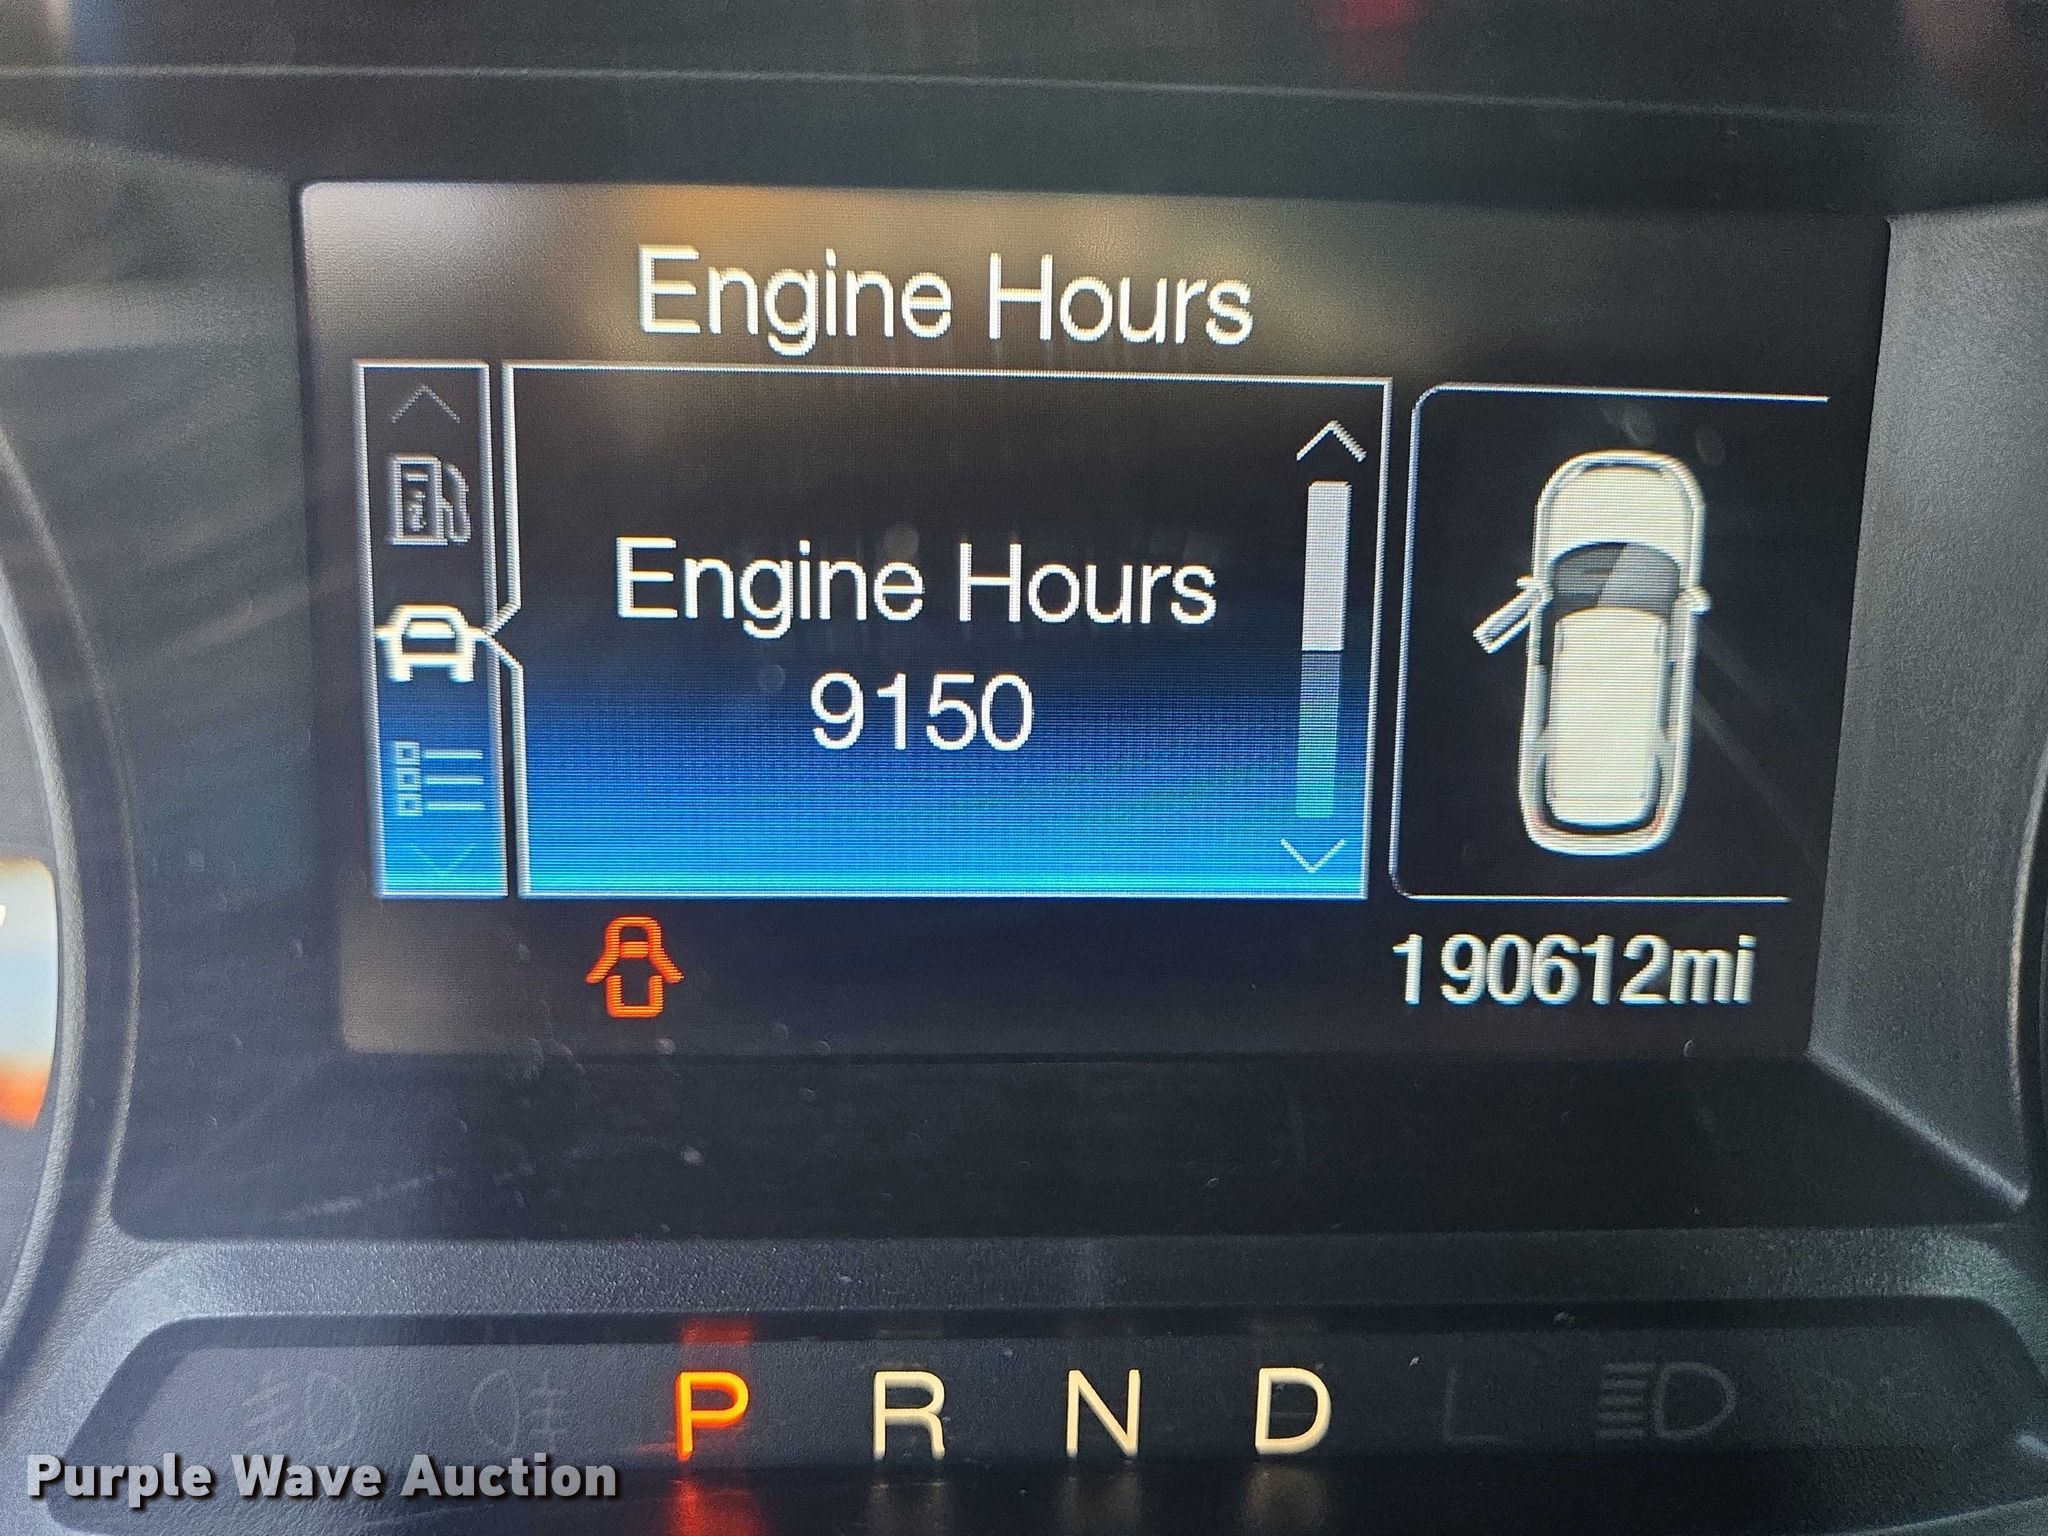 Engine Hours
Engine Hours
9150
190612mi
P R N D L
Purple Wave Auction